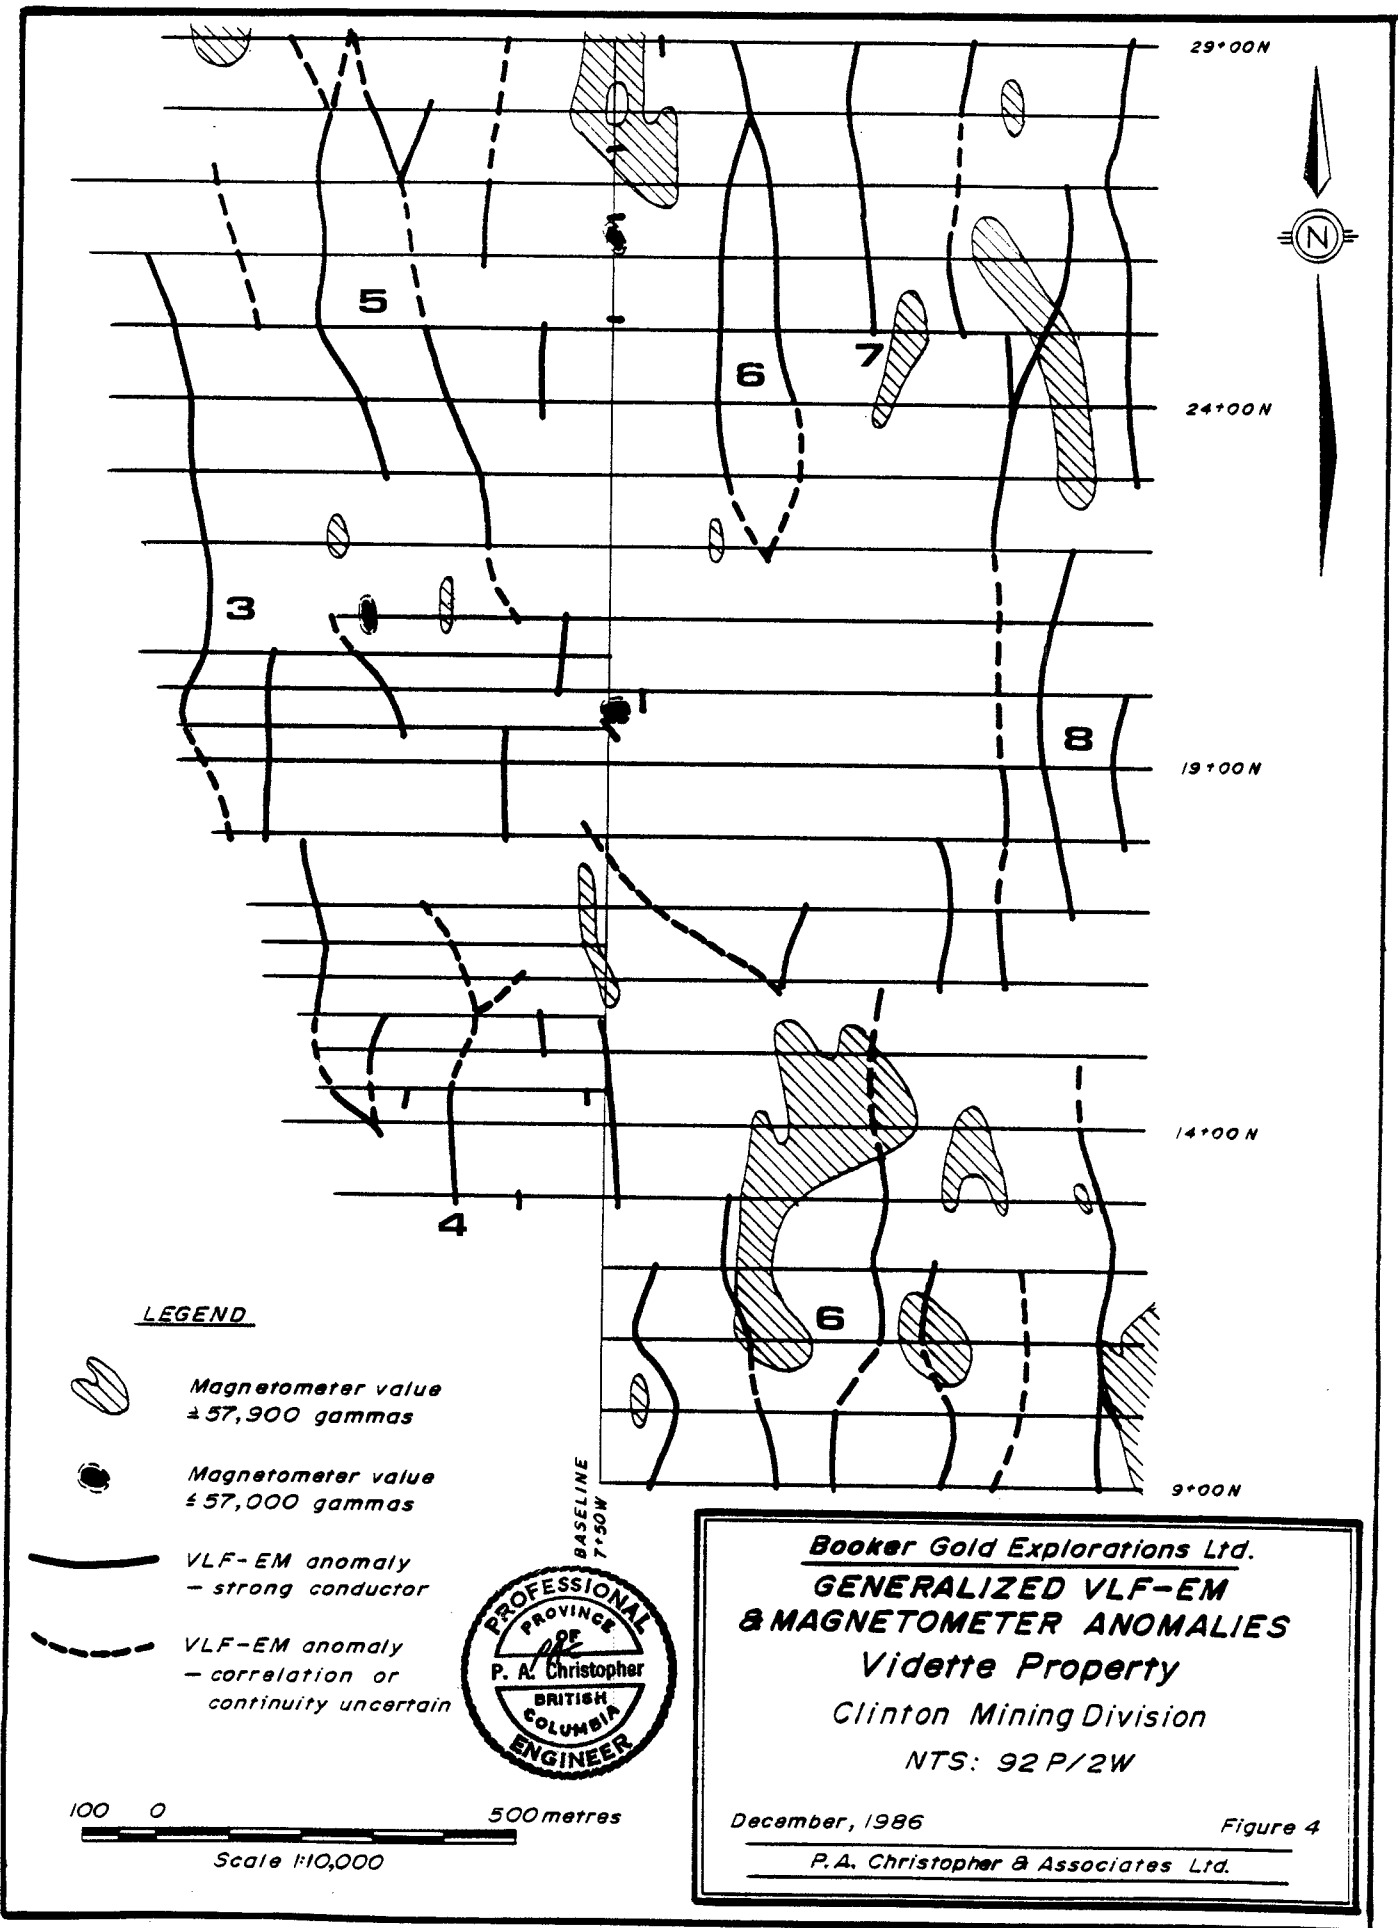 29+00N
N
5
7
6
24+00N
3
8
19+00N
14+00N
4
6
9+00N
BASELINE
7+50W
LEGEND
Magnetometer value
≥57,900 gammas
Magnetometer value
≤57,000 gammas
VLF-EM anomaly
- strong conductor
VLF-EM anomaly
- correlation or
continuity uncertain
PROFESSIONAL
PROVINCE
OF
P. A. Christopher
BRITISH
COLUMBIA
ENGINEER
100 0 500 metres
Scale 1:10,000
Booker Gold Explorations Ltd.
GENERALIZED VLF-EM
& MAGNETOMETER ANOMALIES
Vidette Property
Clinton Mining Division
NTS: 92 P/2W
December, 1986 Figure 4
P. A. Christopher & Associates Ltd.